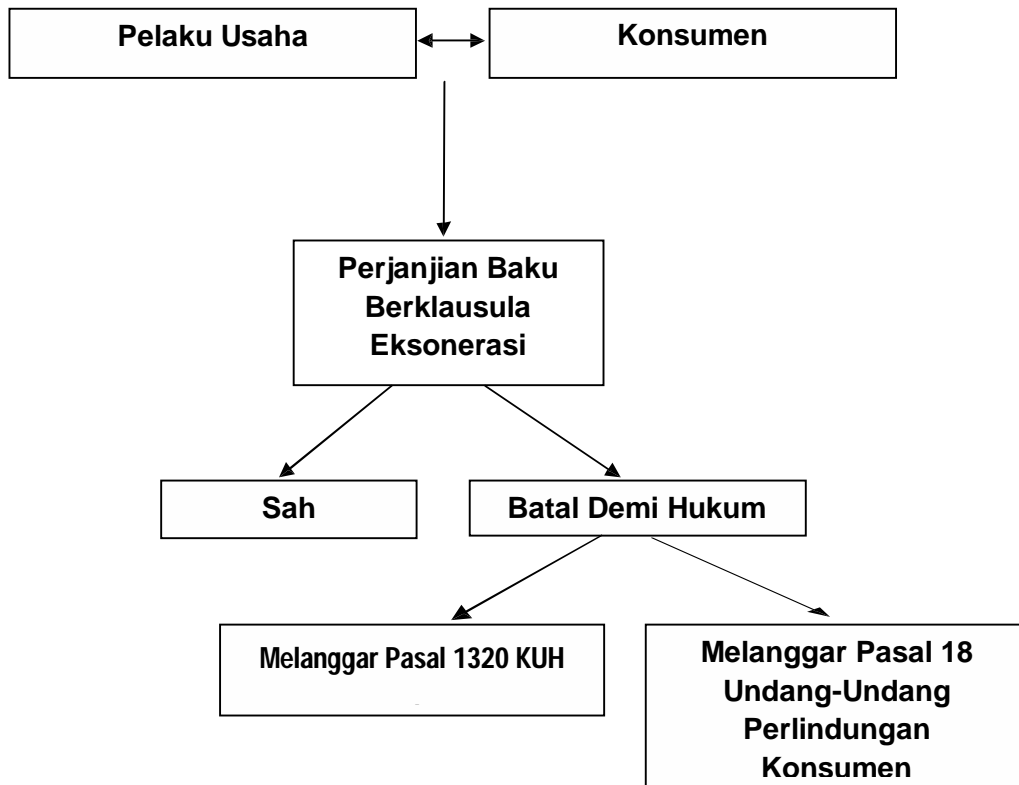 Pelaku Usaha
Konsumen
Perjanjian Baku
Berklausula
Eksonerasi
Sah
Batal Demi Hukum
Melanggar Pasal 1320 KUH
Melanggar Pasal 18
Undang-Undang
Perlindungan
Konsumen